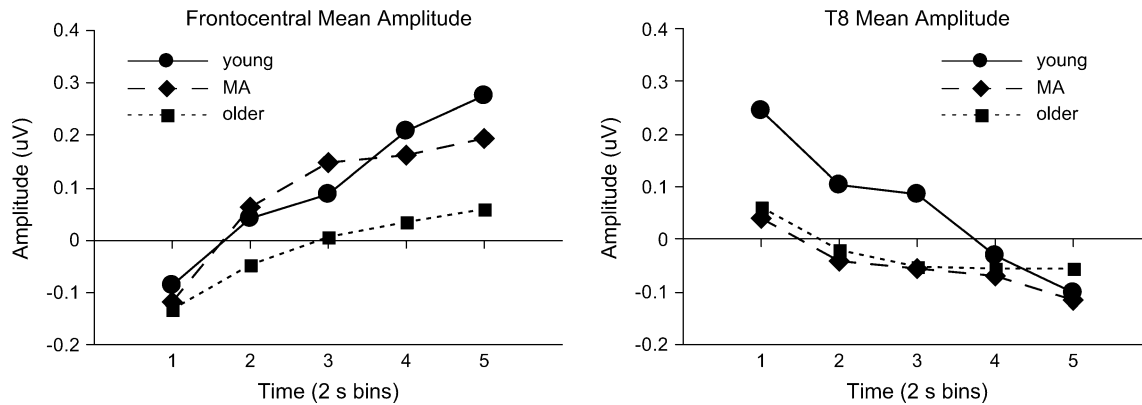 Frontocentral Mean Amplitude
0.4
0.3
0.2
0.1
0
-0.1
-0.2
Amplitude (uV)
young
MA
older
1 2 3 4 5
Time (2 s bins)
T8 Mean Amplitude
0.4
0.3
0.2
0.1
0
-0.1
-0.2
Amplitude (uV)
young
MA
older
1 2 3 4 5
Time (2 s bins)